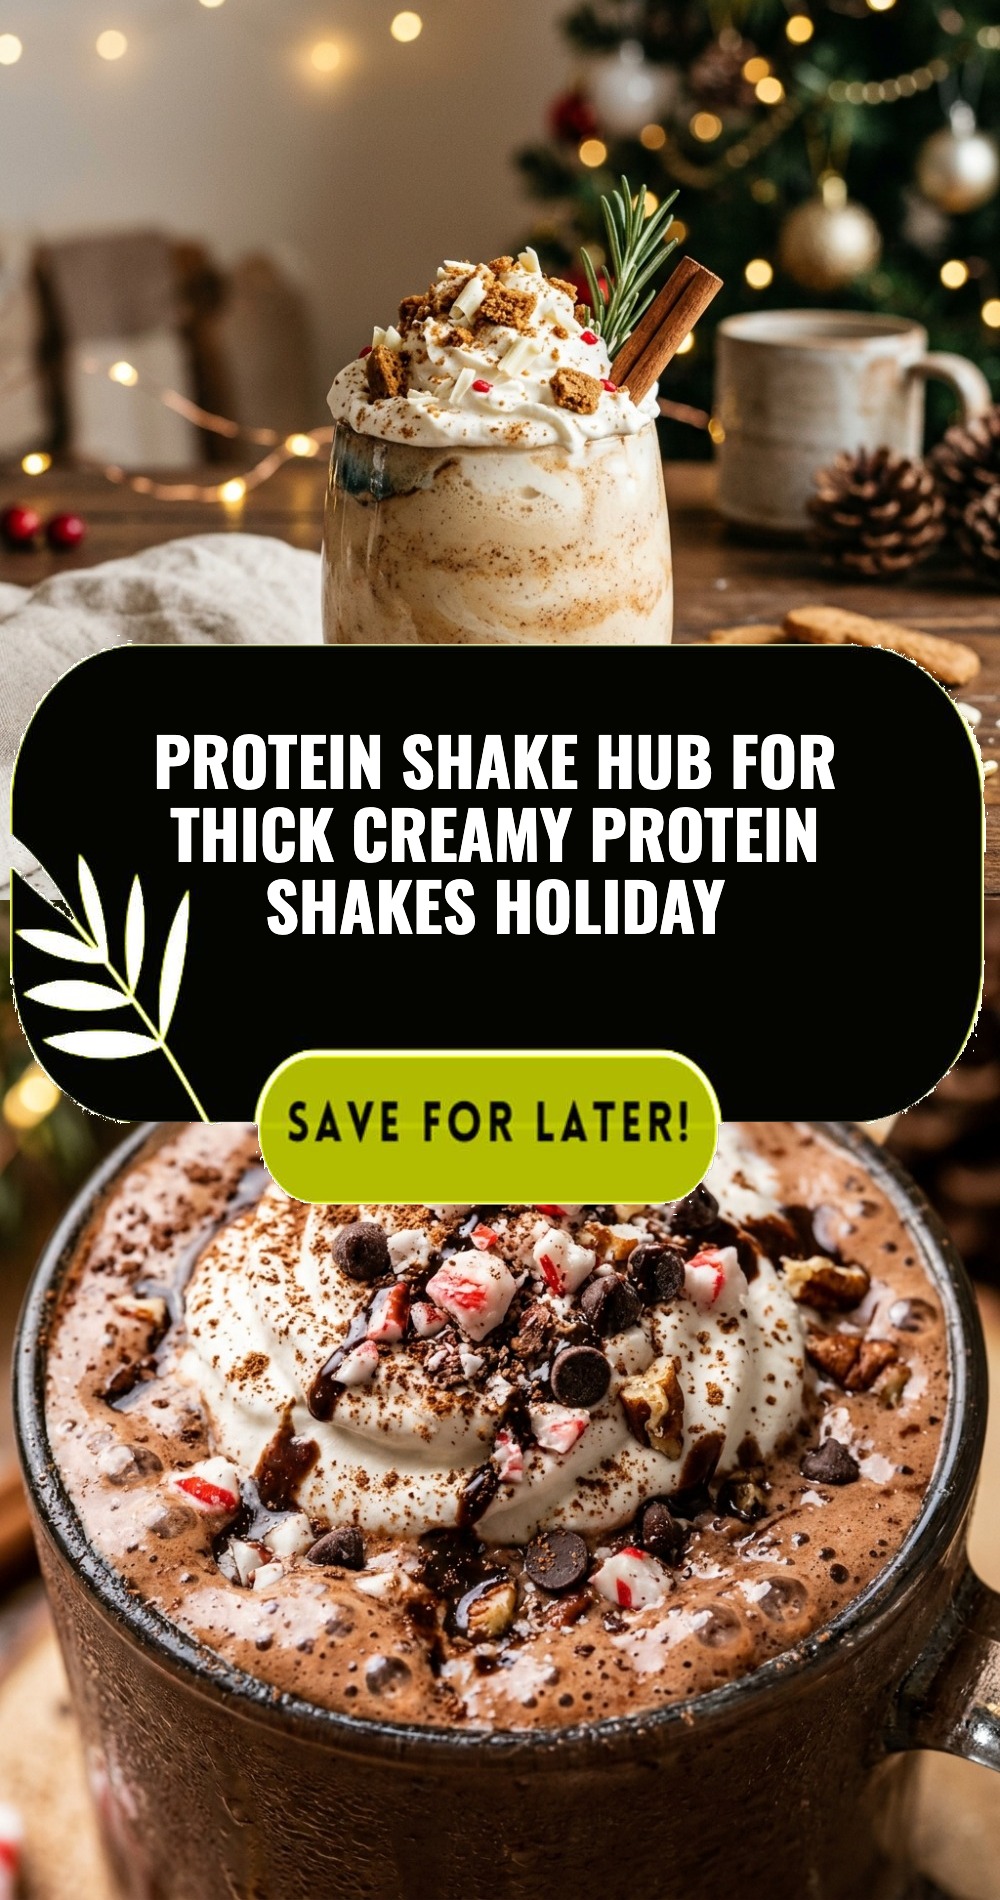 PROTEIN SHAKE HUB FOR
THICK CREAMY PROTEIN
SHAKES HOLIDAY
SAVE FOR LATER!